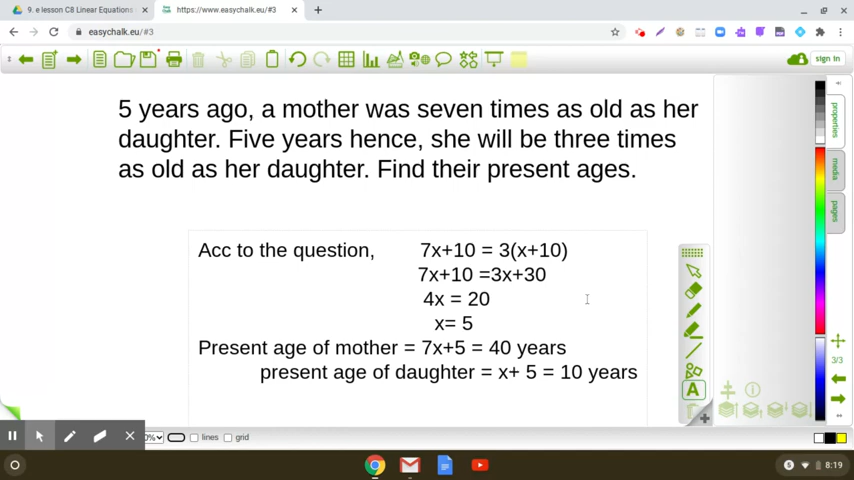 9. e lesson C8 Linear Equations
https://www.easychalk.eu/#3
easychalk.eu/#3
sign in
5 years ago, a mother was seven times as old as her
daughter. Five years hence, she will be three times
as old as her daughter. Find their present ages.
properties
media
pages
Acc to the question, 7x+10 = 3(x+10)
7x+10 =3x+30
4x = 20
x= 5
Present age of mother = 7x+5 = 40 years
present age of daughter = x+ 5 = 10 years
3/3
A
0%
lines
grid
8:19